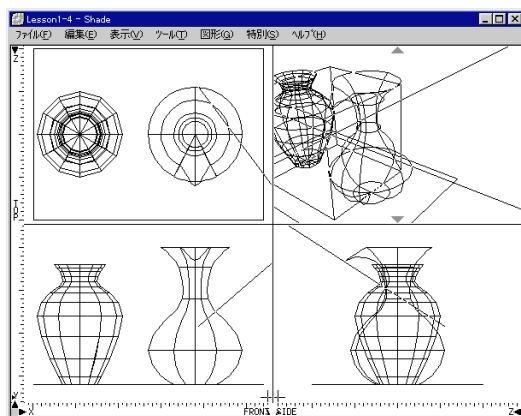 Lesson1-4 - Shade
ファイル(F) 編集(E) 表示(V) ツール(T) 図形(G) 特別(S) ヘルプ(H)
Z
TOP
Y
X FRONT SIDE Z